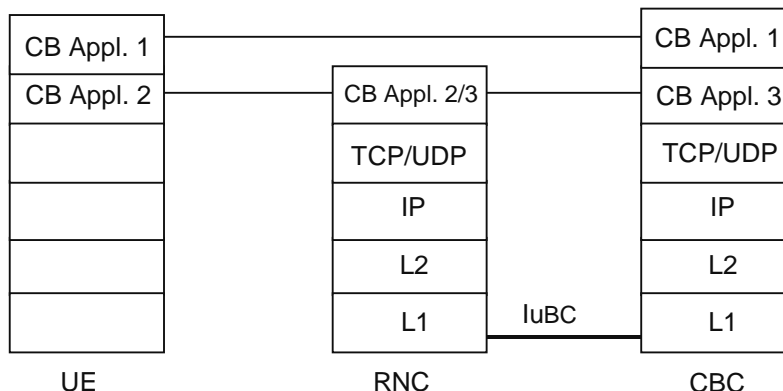 CB Appl. 1
CB Appl. 2
UE
CB Appl. 2/3
TCP/UDP
IP
L2
L1
RNC
IuBC
CB Appl. 1
CB Appl. 3
TCP/UDP
IP
L2
L1
CBC